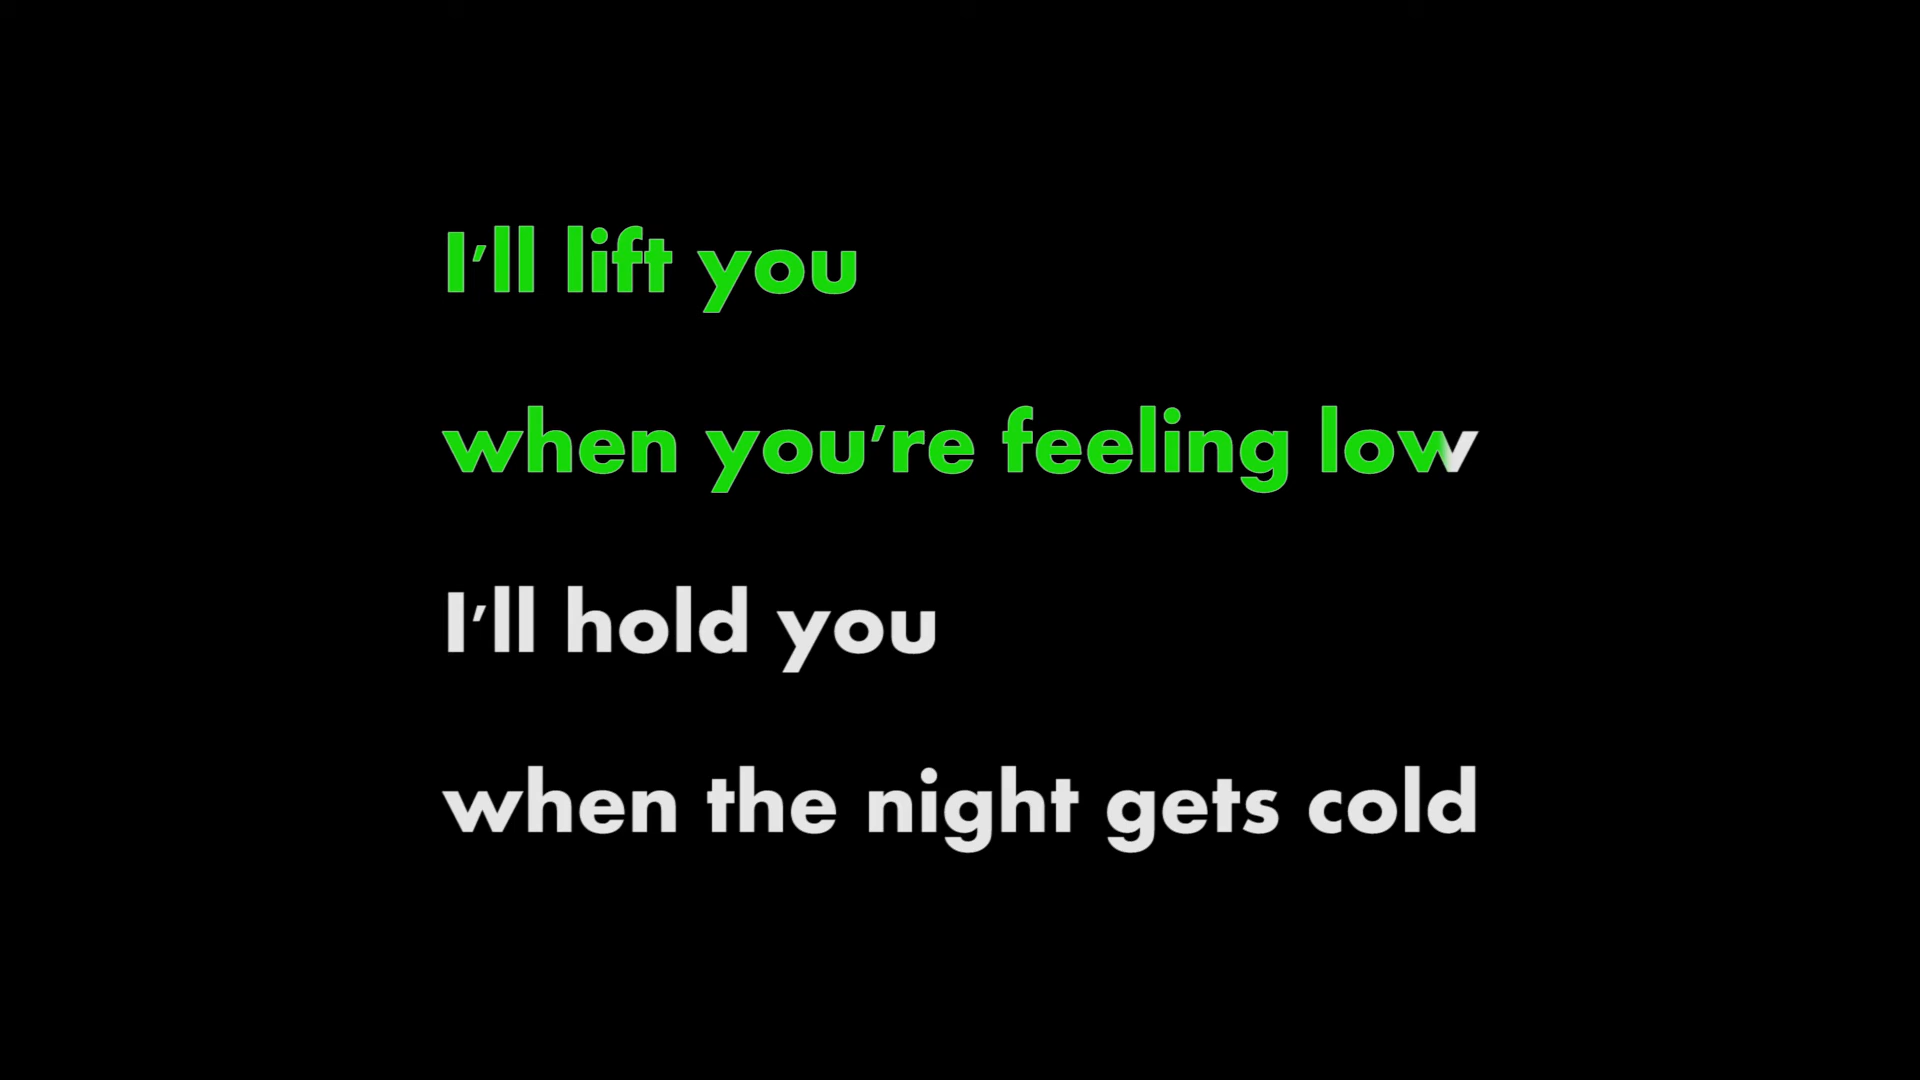 I'll lift you
when you're feeling low
I'll hold you
when the night gets cold